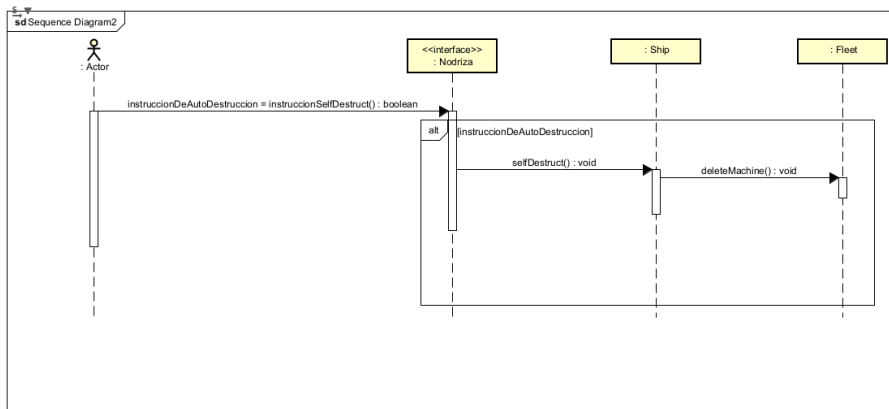 sd Sequence Diagram2
: Actor
<<interface>>
: Nodriza
: Ship
: Fleet
instruccionDeAutoDestruccion = instruccionSelfDestruct() : boolean
alt
[instruccionDeAutoDestruccion]
selfDestruct() : void
deleteMachine() : void